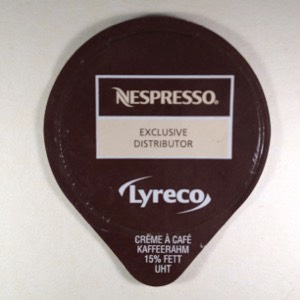 NESPRESSO.
EXCLUSIVE
DISTRIBUTOR
Lyreco
CRÈME À CAFÉ
KAFFEERAHM
15% FETT
UHT